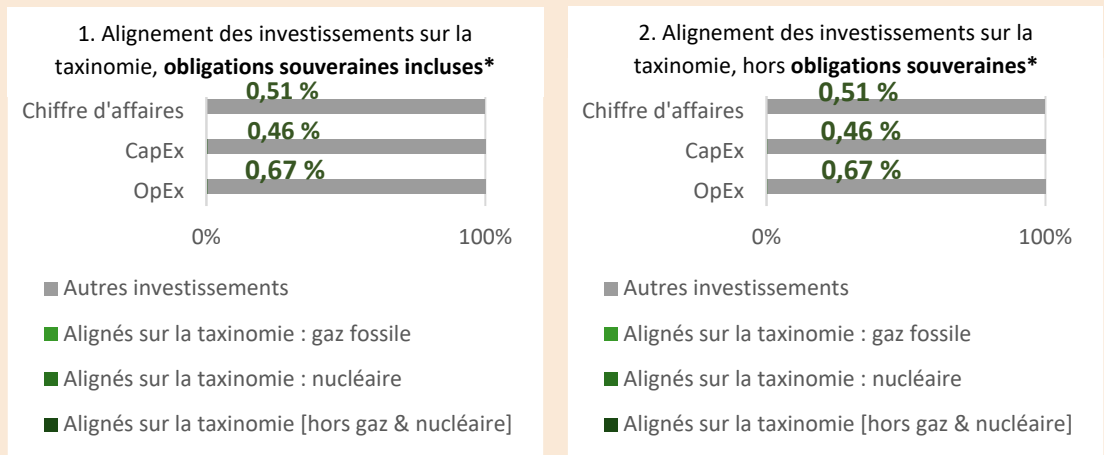 1. Alignement des investissements sur la
taxinomie, obligations souveraines incluses*
0,51 %
Chiffre d'affaires
0,46 %
CapEx
0,67 %
OpEx
0%
100%
Autres investissements
Alignés sur la taxinomie : gaz fossile
Alignés sur la taxinomie : nucléaire
Alignés sur la taxinomie [hors gaz & nucléaire]
2. Alignement des investissements sur la
taxinomie, hors obligations souveraines*
0,51 %
Chiffre d'affaires
0,46 %
CapEx
0,67 %
OpEx
0%
100%
Autres investissements
Alignés sur la taxinomie : gaz fossile
Alignés sur la taxinomie : nucléaire
Alignés sur la taxinomie [hors gaz & nucléaire]